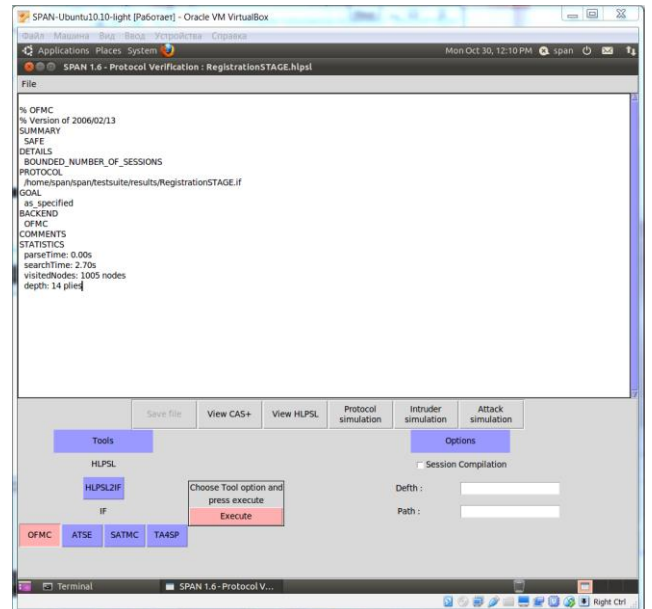 SPAN-Ubuntu10.10-light [Работает] - Oracle VM VirtualBox
Файл Машина Вид Ввод Устройства Справка
Applications Places System Mon Oct 30, 12:10 PM span
SPAN 1.6 - Protocol Verification : RegistrationSTAGE.hlpsl
File
% OFMC
% Version of 2006/02/13
SUMMARY
SAFE
DETAILS
BOUNDED_NUMBER_OF_SESSIONS
PROTOCOL
/home/span/span/testsuite/results/RegistrationSTAGE.if
GOAL
as_specified
BACKEND
OFMC
COMMENTS
STATISTICS
parseTime: 0.00s
searchTime: 2.70s
visitedNodes: 1005 nodes
depth: 14 plies
Save file View CAS+ View HLPSL Protocol simulation Intruder simulation Attack simulation
Tools Options
HLPSL Session Compilation
HLPSL2IF Choose Tool option and press execute Defth :
IF Execute Path :
OFMC ATSE SATMC TA4SP
Terminal SPAN 1.6 - Protocol V...
Right Ctrl